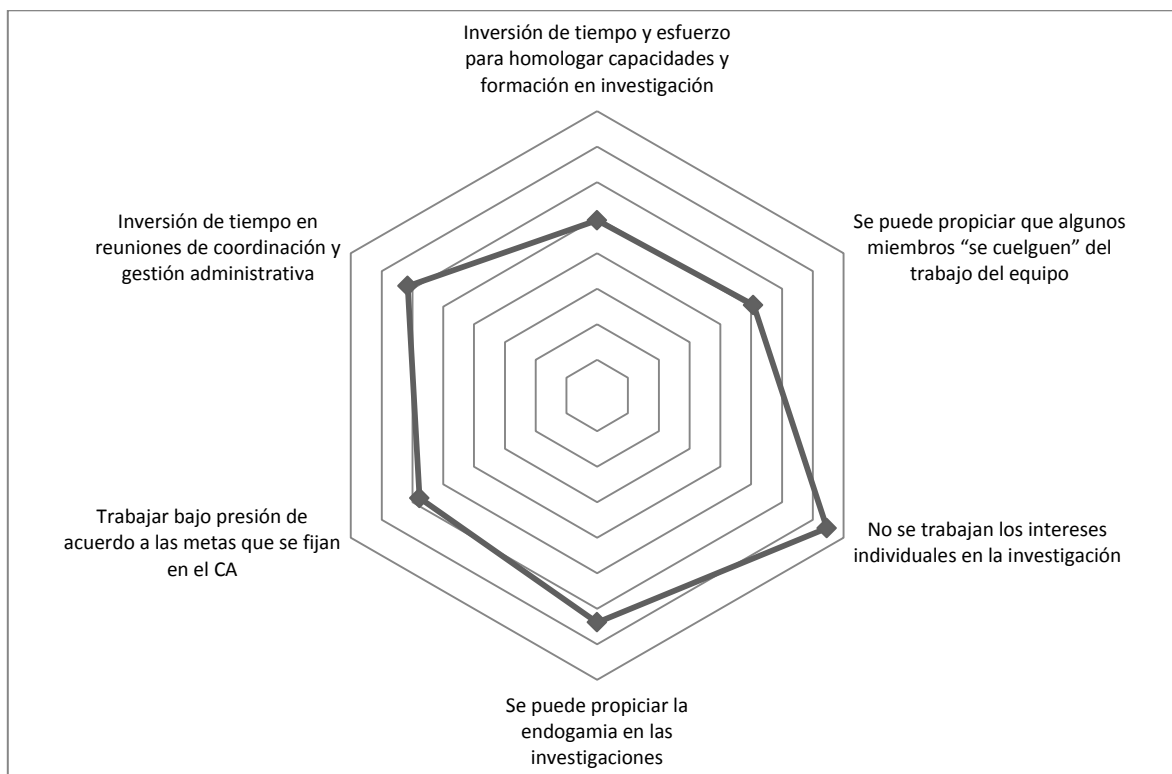 Inversión de tiempo y esfuerzo
para homologar capacidades y
formación en investigación
Se puede propiciar que algunos
miembros “se cuelguen” del
trabajo del equipo
No se trabajan los intereses
individuales en la investigación
Se puede propiciar la
endogamia en las
investigaciones
Trabajar bajo presión de
acuerdo a las metas que se fijan
en el CA
Inversión de tiempo en
reuniones de coordinación y
gestión administrativa